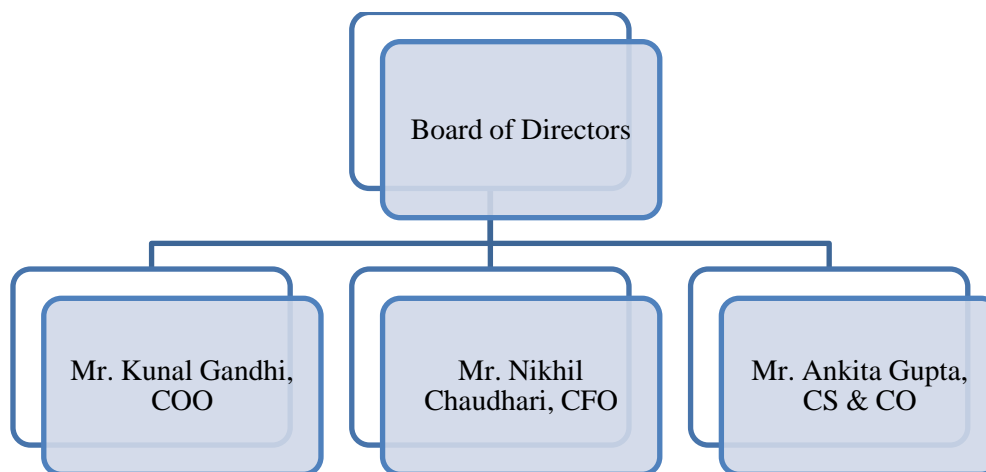 Board of Directors
Mr. Kunal Gandhi,
COO
Mr. Nikhil
Chaudhari, CFO
Mr. Ankita Gupta,
CS & CO